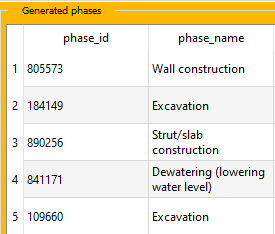 Generated phases
phase_id phase_name
1 805573 Wall construction
2 184149 Excavation
3 890256 Strut/slab
construction
4 841171 Dewatering (lowering
water level)
5 109660 Excavation